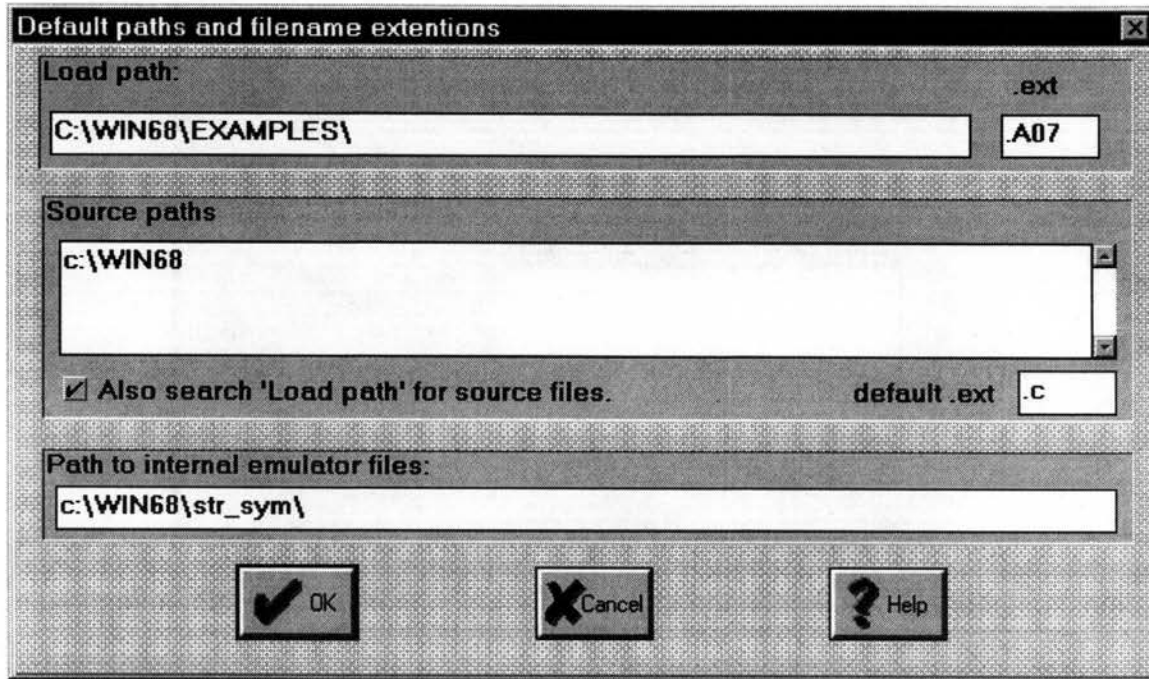 Default paths and filename extentions
Load path:
.ext
C:\WIN68\EXAMPLES\
.A07
Source paths
c:\WIN68
Also search 'Load path' for source files.
default .ext
.c
Path to internal emulator files:
c:\WIN68\str_sym\
OK
Cancel
Help